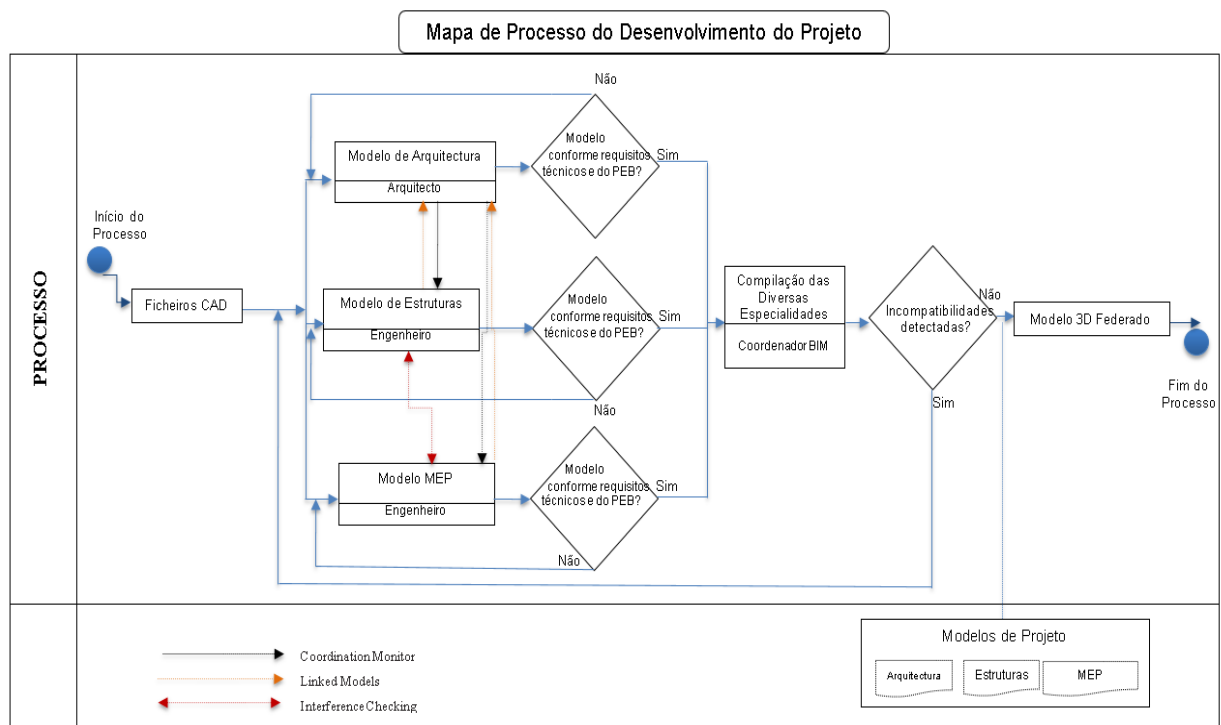 Mapa de Processo do Desenvolvimento do Projeto
PROCESSO
Início do
Processo
Ficheiros CAD
Modelo de Arquitectura
Arquitecto
Não
Modelo
conforme requisitos
técnicos e do PEB?
Sim
Modelo de Estruturas
Engenheiro
Modelo
conforme requisitos
técnicos e do PEB?
Sim
Não
Modelo MEP
Engenheiro
Modelo
conforme requisitos
técnicos e do PEB?
Sim
Não
Compilação das
Diversas
Especialidades
Coordenador BIM
Incompatibilidades
detectadas?
Não
Sim
Modelo 3D Federado
Fim do
Processo
Coordination Monitor
Linked Models
Interference Checking
Modelos de Projeto
Arquitectura
Estruturas
MEP